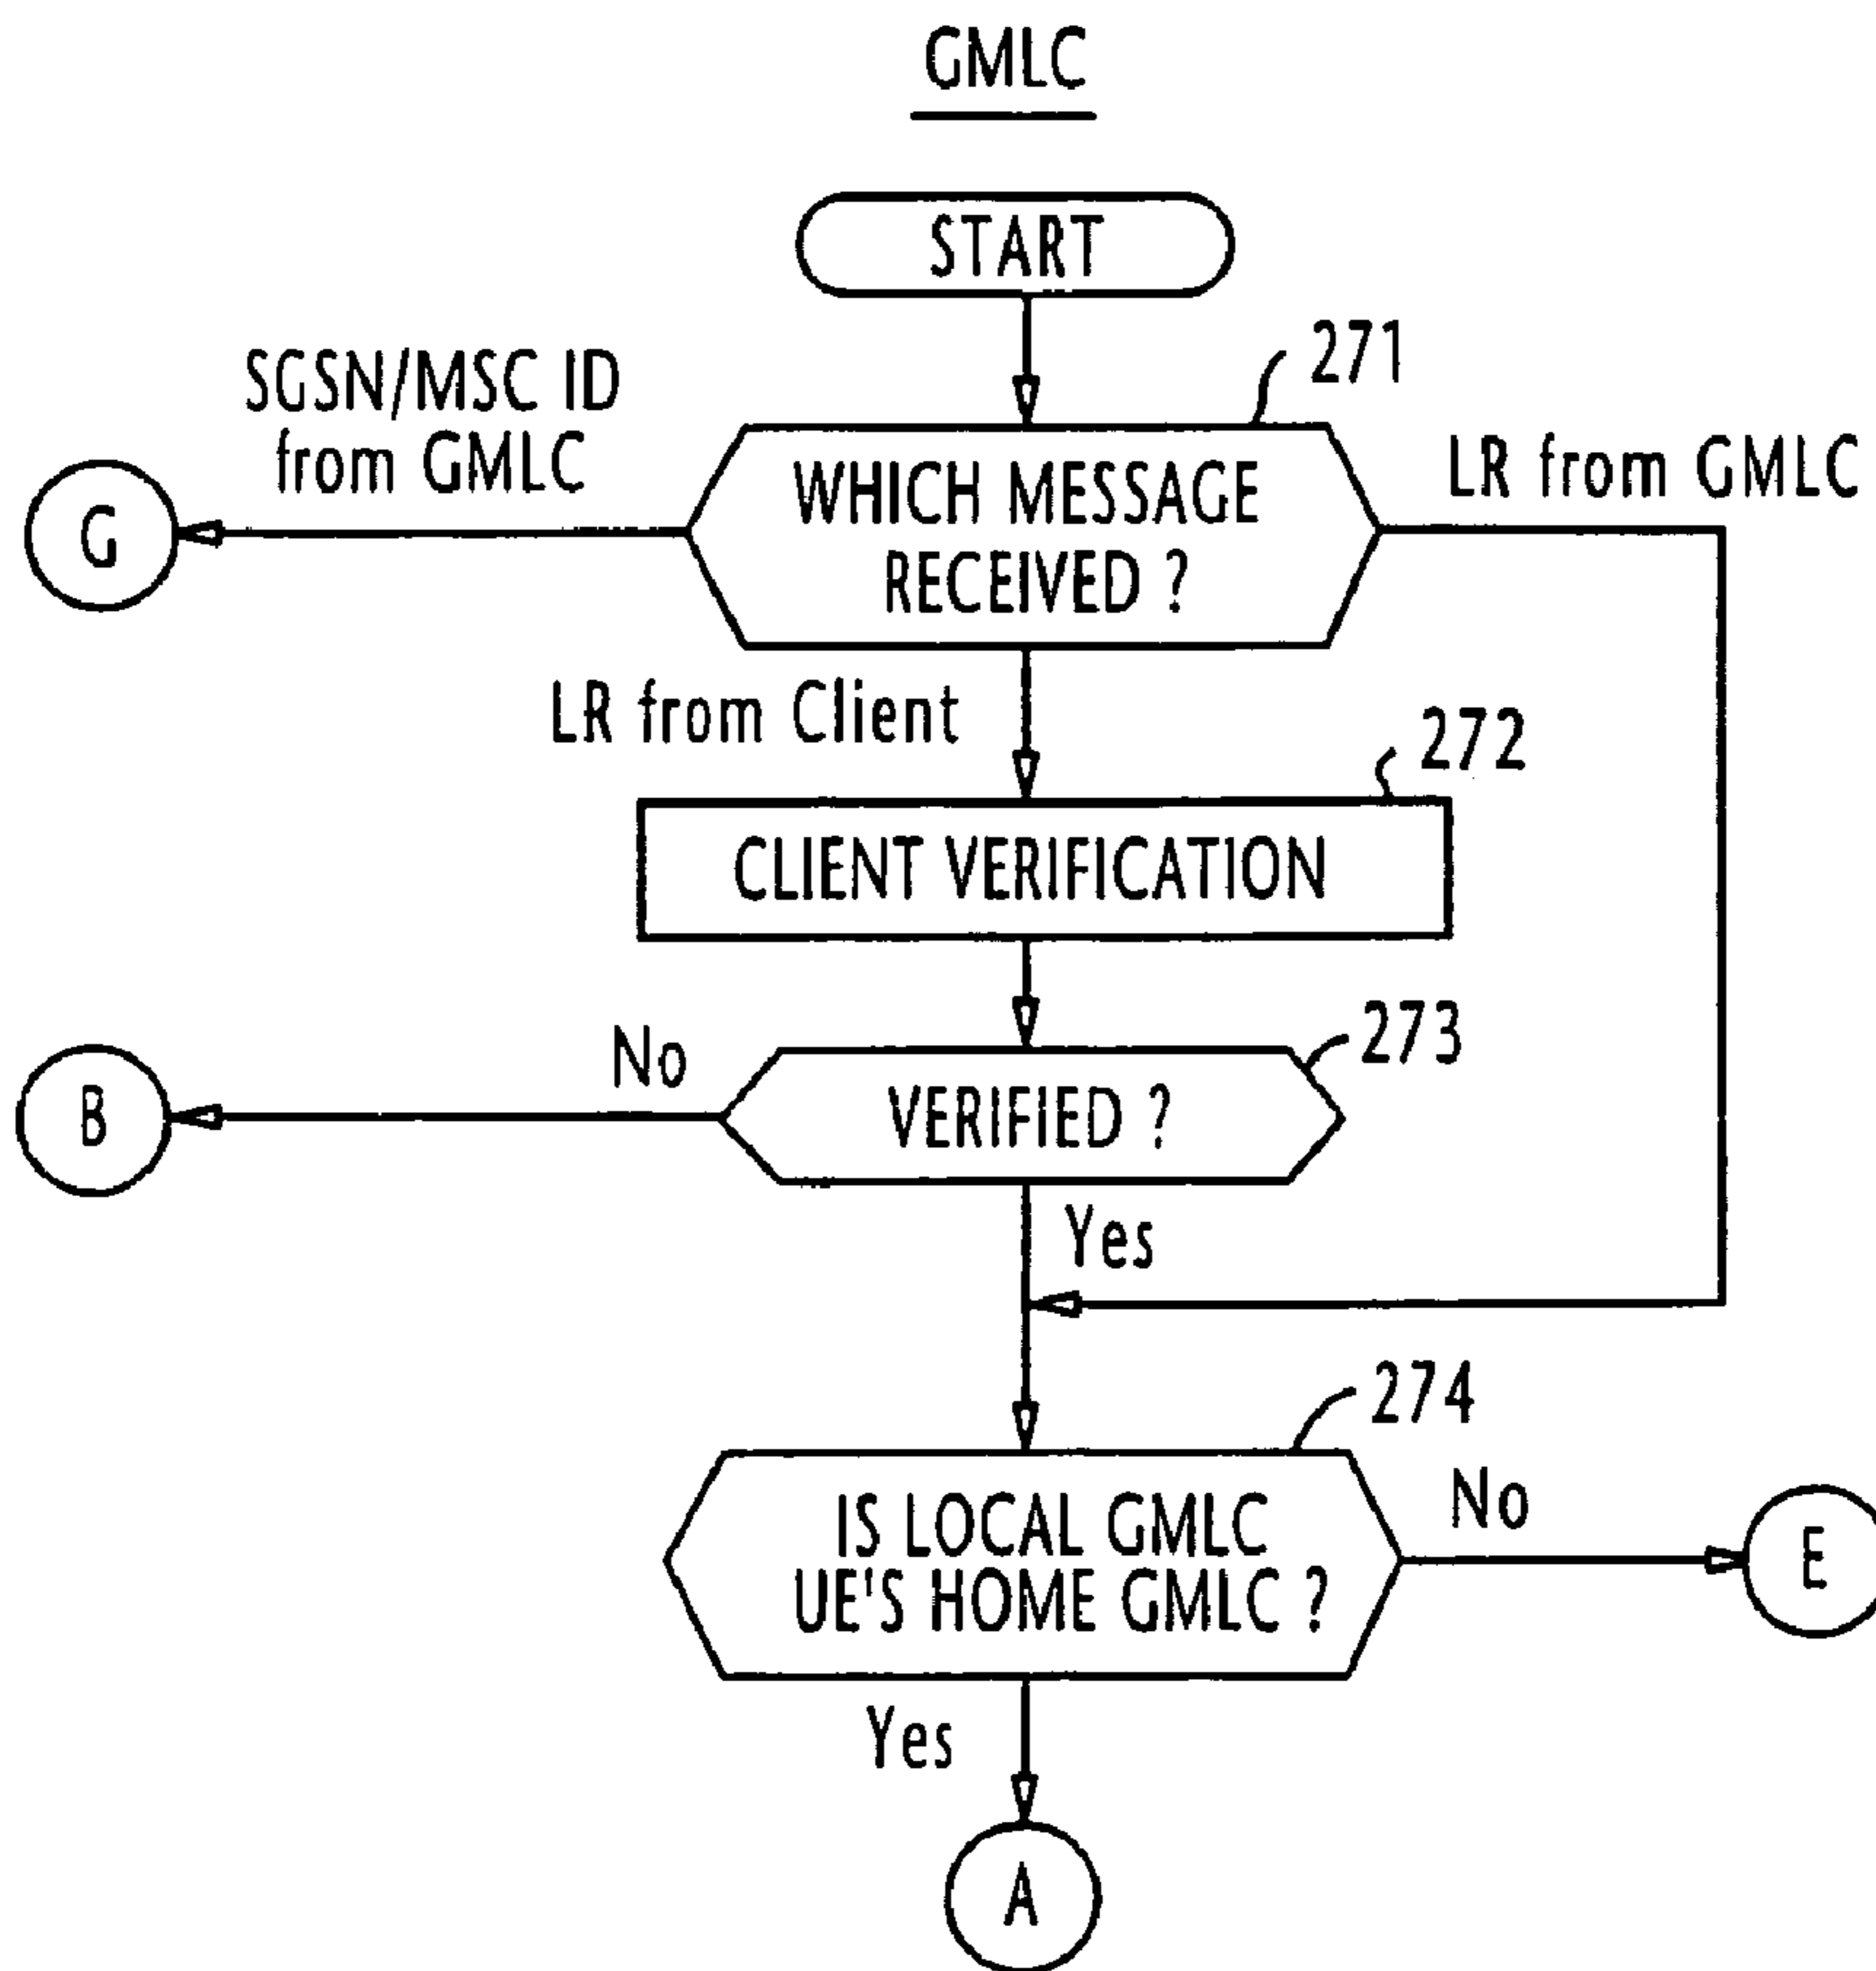 GMLC
START
271
SGSN/MSC ID
from GMLC
LR from GMLC
WHICH MESSAGE
RECEIVED ?
G
LR from Client
272
CLIENT VERIFICATION
273
No
VERIFIED ?
B
Yes
274
No
IS LOCAL GMLC
UE'S HOME GMLC ?
E
Yes
A